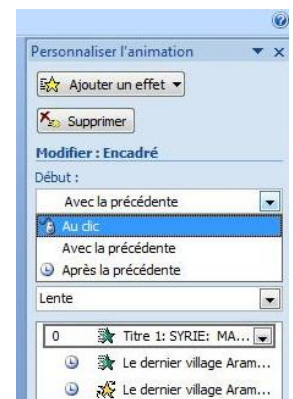 Personnaliser l'animation
Ajouter un effet
Supprimer
Modifier : Encadré
Début :
Avec la précédente
Au clic
Avec la précédente
Après la précédente
Lente
0 Titre 1: SYRIE: MA...
Le dernier village Aram...
Le dernier village Aram...